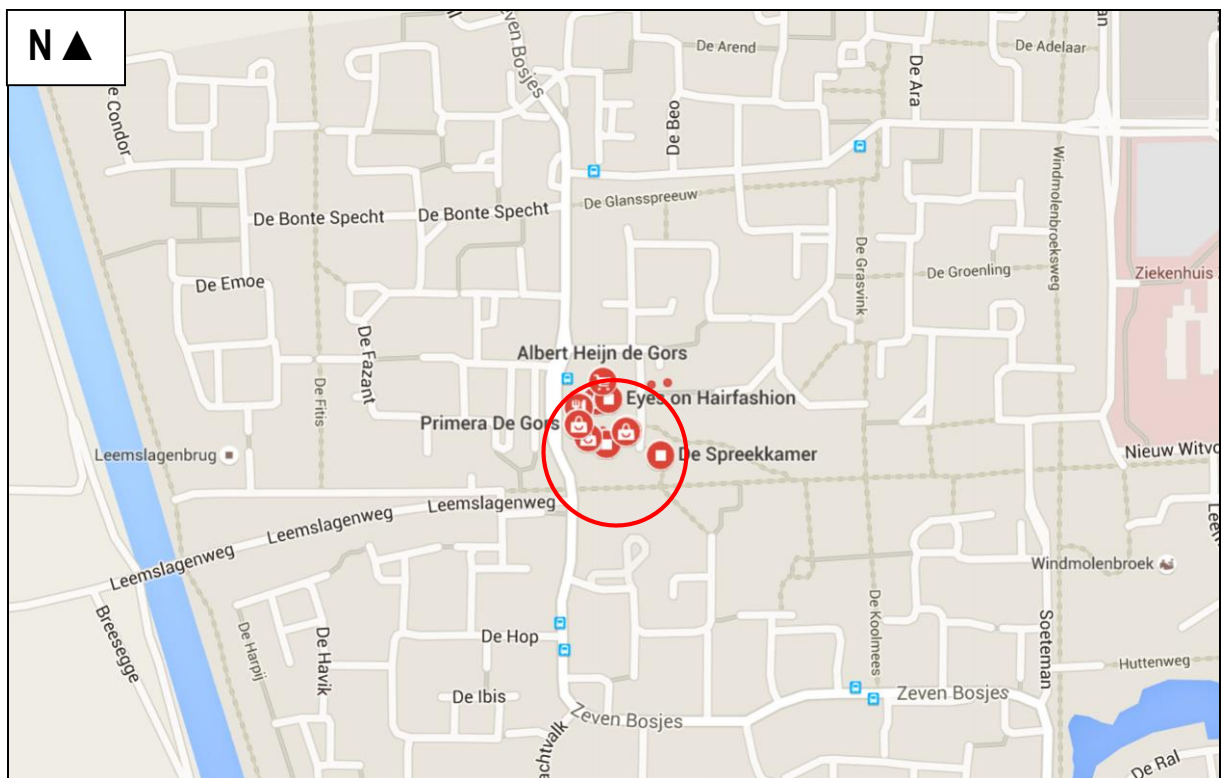 N ▲
Zeven Bosjes
De Arend
De Adelaar
De Ara
De Beo
De Condor
Windmolenbroeksweg
De Bonte Specht
De Bonte Specht
De Glansspreeuw
De Grasvink
De Groenling
Ziekenhuis
De Emoe
De Fazant
De Fitis
Albert Heijn de Gors
Eyes on Hairfashion
Primera De Gors
De Spreekkamer
Leemslagenbrug
Nieuw Witvo
Leemslagenweg
Leemslagenweg
Leemslagenweg
Windmolenbroek
Breesegge
De Harpij
De Havik
De Hop
De Koolmees
Soeteman
Huttenweg
De Ibis
Zeven Bosjes
Zeven Bosjes
De Ral